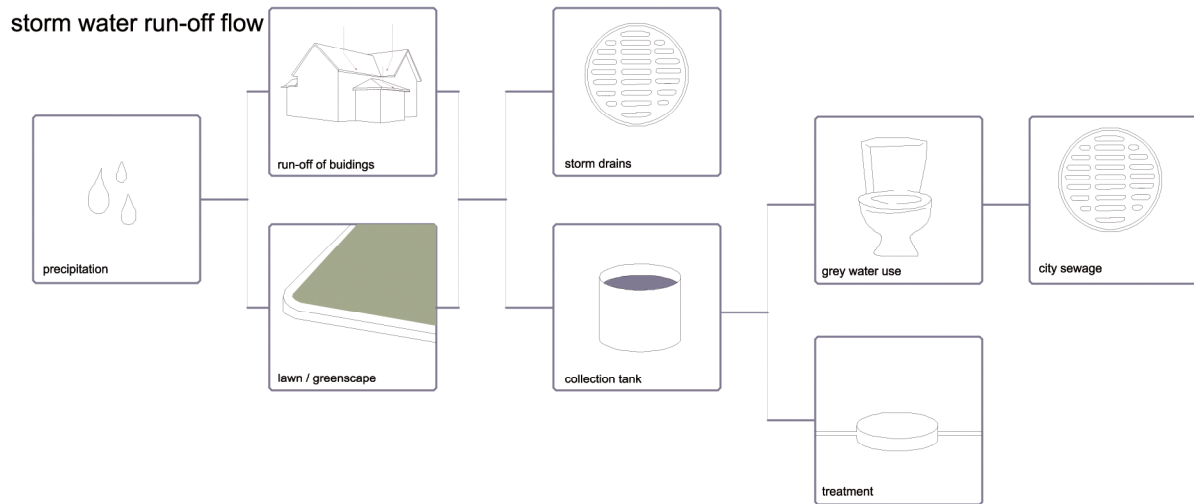 storm water run-off flow
run-off of buidings
storm drains
precipitation
grey water use
city sewage
lawn / greenscape
collection tank
treatment